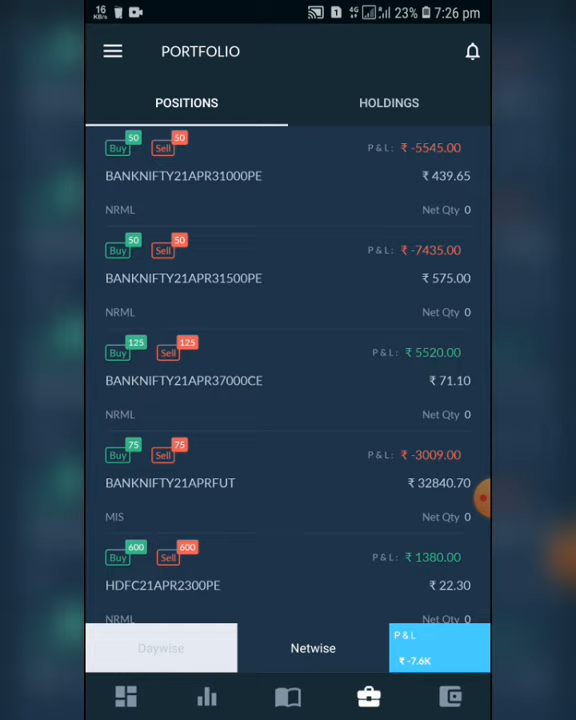 16 KB/s 4G 23% 7:26 pm
PORTFOLIO
POSITIONS HOLDINGS
Buy 50 Sell 50 P&L: ₹ -5545.00
BANKNIFTY21APR31000PE ₹ 439.65
NRML Net Qty 0
Buy 50 Sell 50 P&L: ₹ -7435.00
BANKNIFTY21APR31500PE ₹ 575.00
NRML Net Qty 0
Buy 125 Sell 125 P&L: ₹ 5520.00
BANKNIFTY21APR37000CE ₹ 71.10
NRML Net Qty 0
Buy 75 Sell 75 P&L: ₹ -3009.00
BANKNIFTY21APRFUT ₹ 32840.70
MIS Net Qty 0
Buy 600 Sell 600 P&L: ₹ 1380.00
HDFC21APR2300PE ₹ 22.30
NRML Net Qty 0
Daywise Netwise P&L
₹ -7.6K